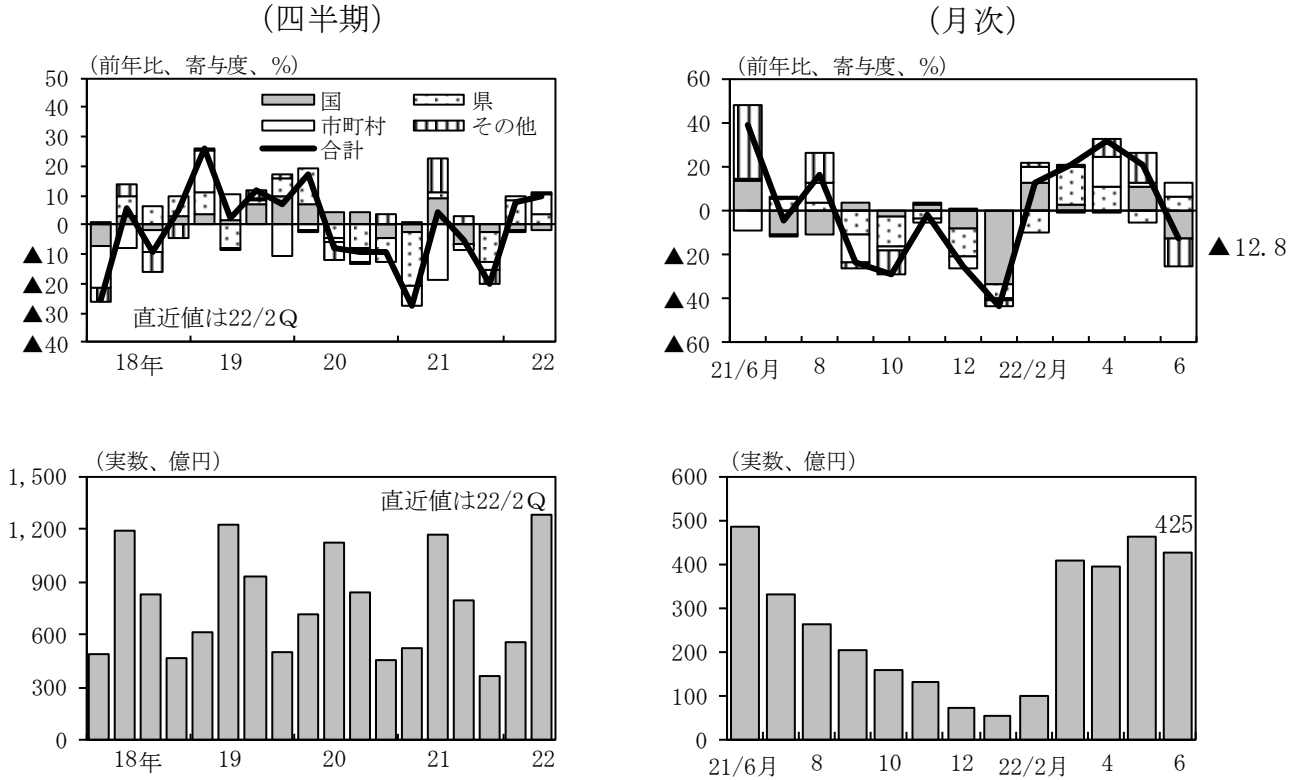 (四半期)
(月次)
(前年比、寄与度、%)
50
40
30
20
10
0
▲10
▲20
▲30
▲40
国
県
市町村
その他
合計
直近値は22/2Q
18年 19 20 21 22
(前年比、寄与度、%)
60
40
20
0
▲20
▲40
▲60
▲12.8
21/6月 8 10 12 22/2月 4 6
(実数、億円)
1,500
1,200
900
600
300
0
直近値は22/2Q
18年 19 20 21 22
(実数、億円)
600
500
400
300
200
100
0
425
21/6月 8 10 12 22/2月 4 6